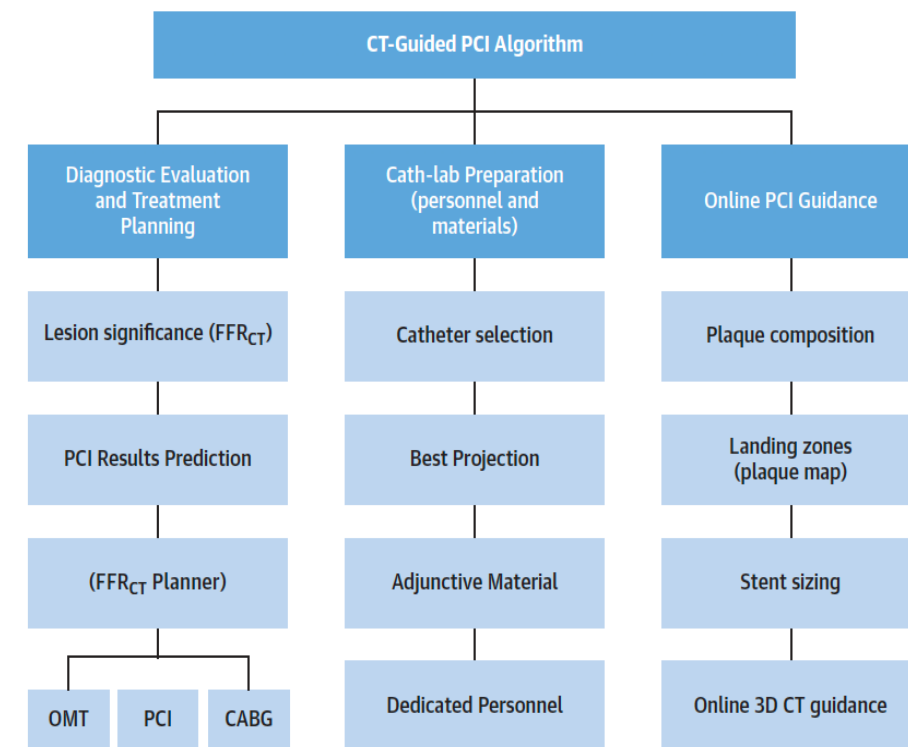 CT-Guided PCI Algorithm
Diagnostic Evaluation
and Treatment
Planning
Lesion significance (FFRCT)
PCI Results Prediction
(FFRCT Planner)
OMT
PCI
CABG
Cath-lab Preparation
(personnel and
materials)
Catheter selection
Best Projection
Adjunctive Material
Dedicated Personnel
Online PCI Guidance
Plaque composition
Landing zones
(plaque map)
Stent sizing
Online 3D CT guidance